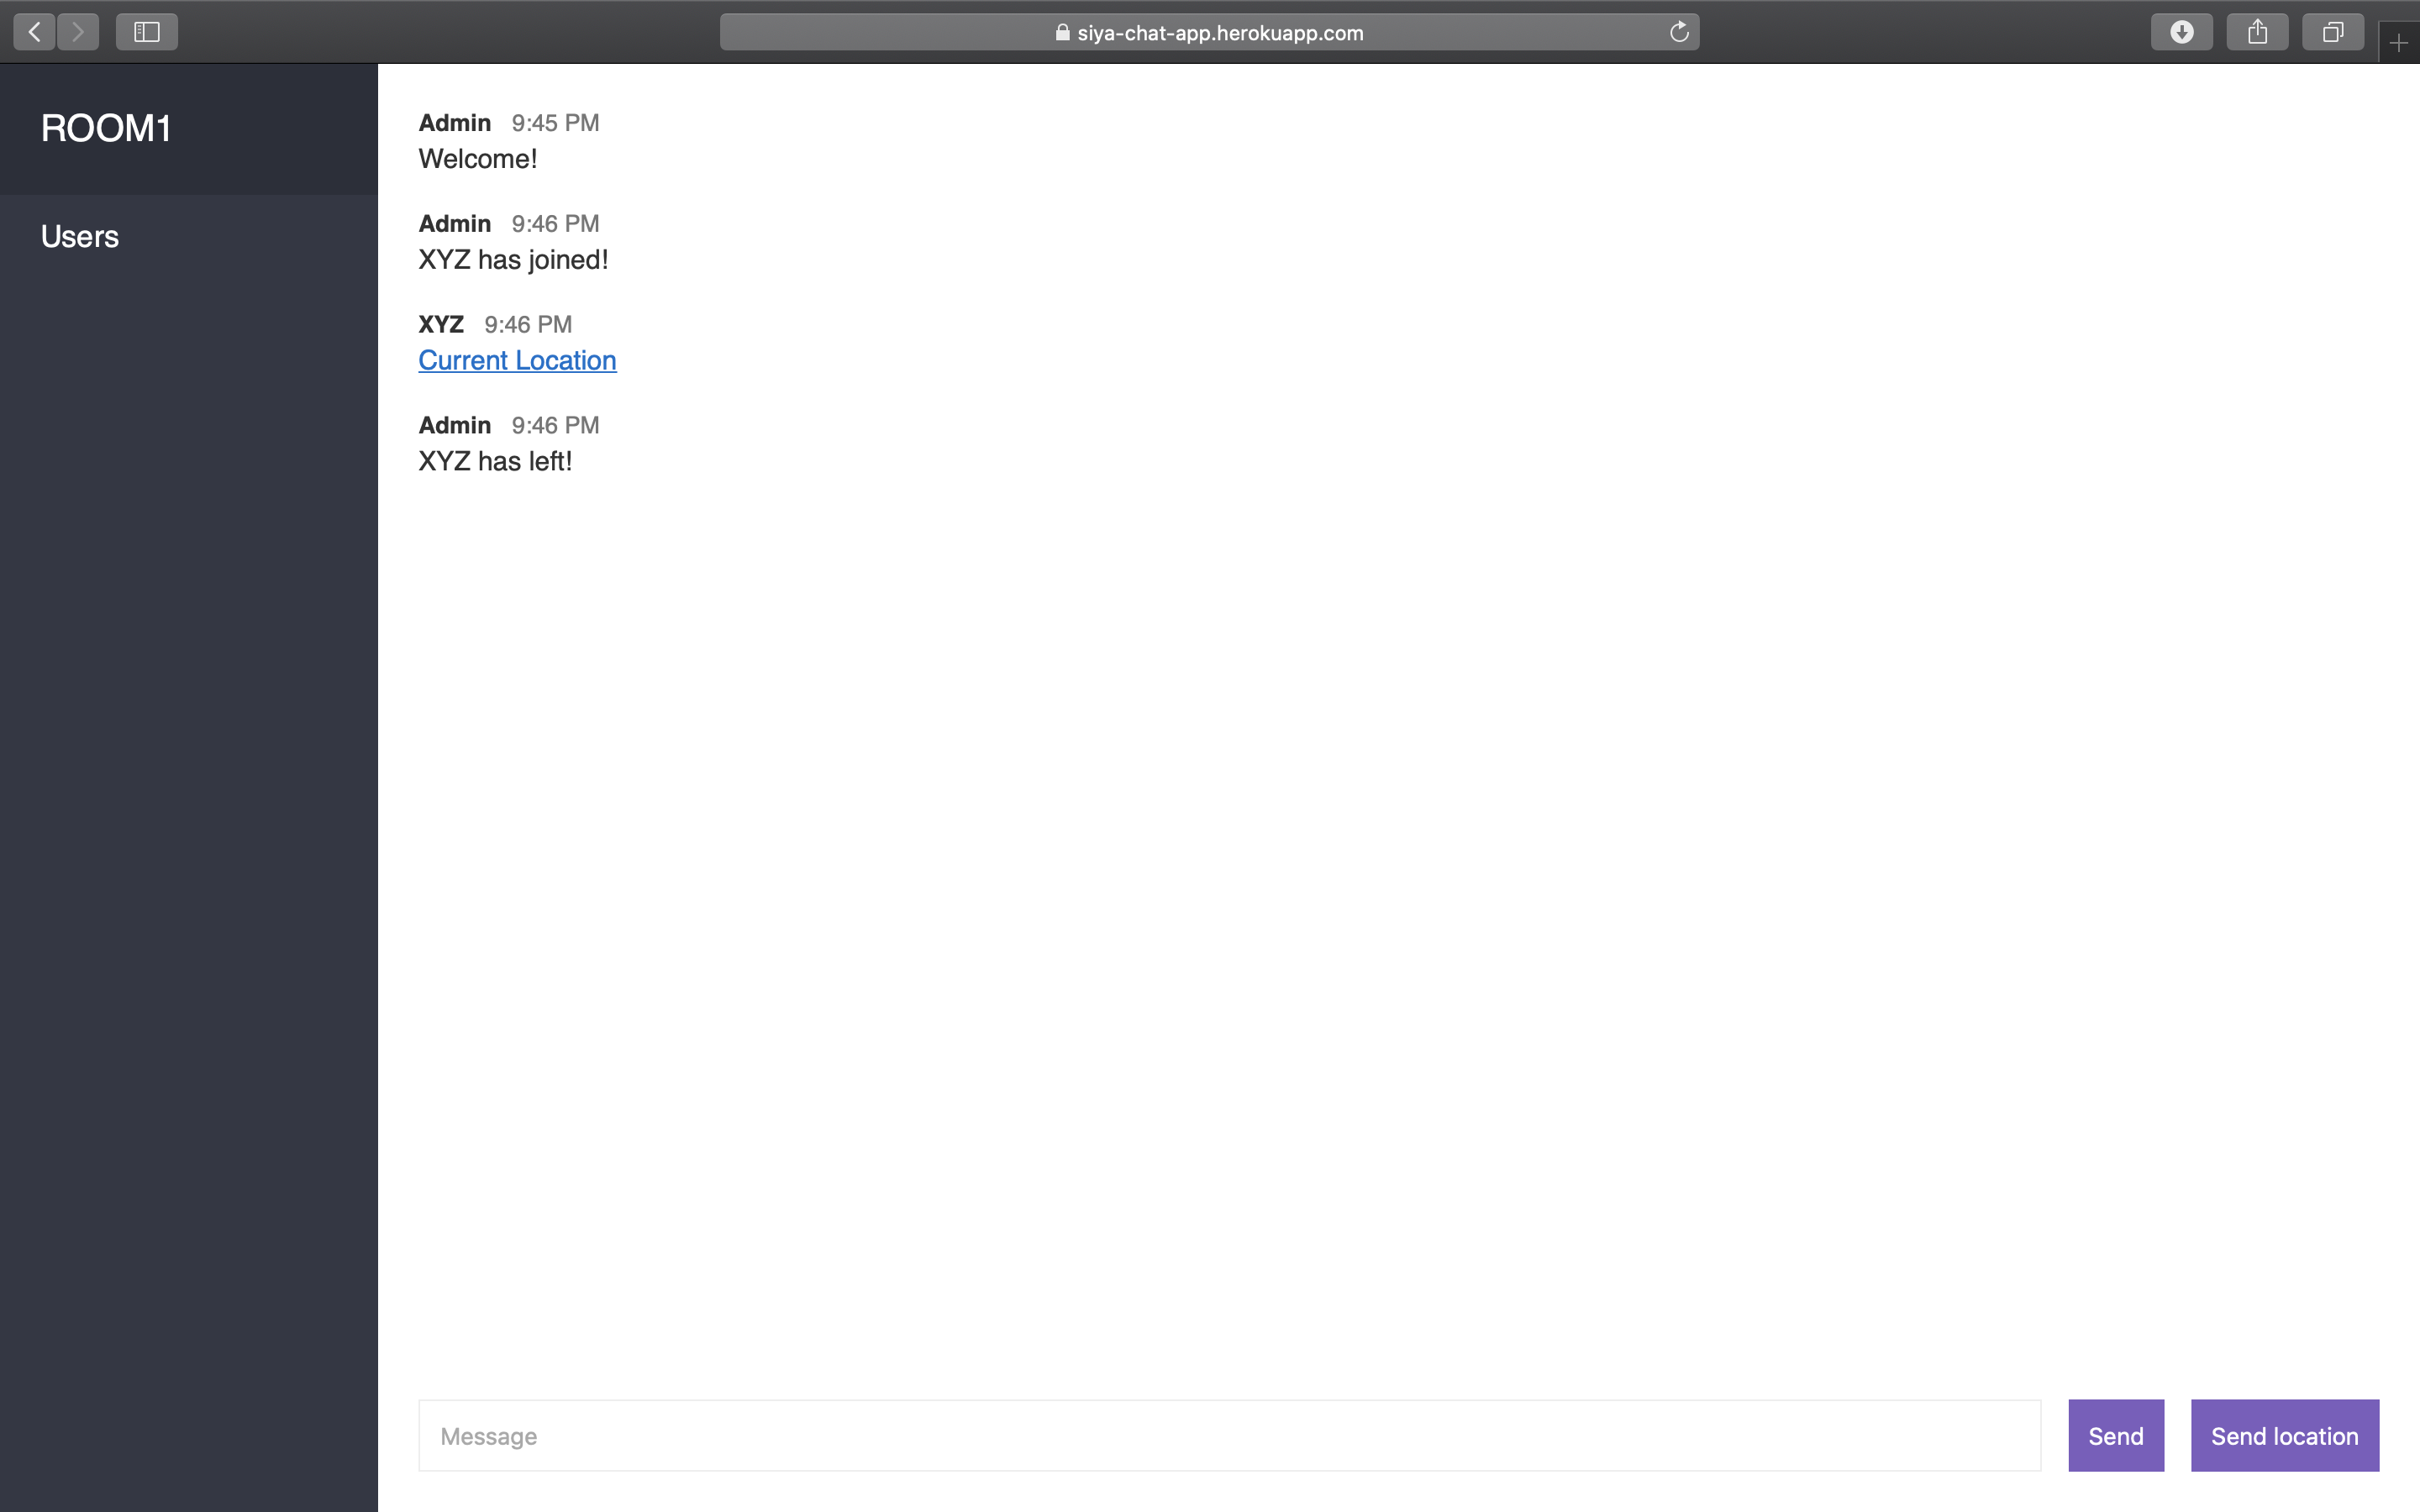 siya-chat-app.herokuapp.com
ROOM1
Users
Admin 9:45 PM
Welcome!
Admin 9:46 PM
XYZ has joined!
XYZ 9:46 PM
Current Location
Admin 9:46 PM
XYZ has left!
Message
Send
Send location